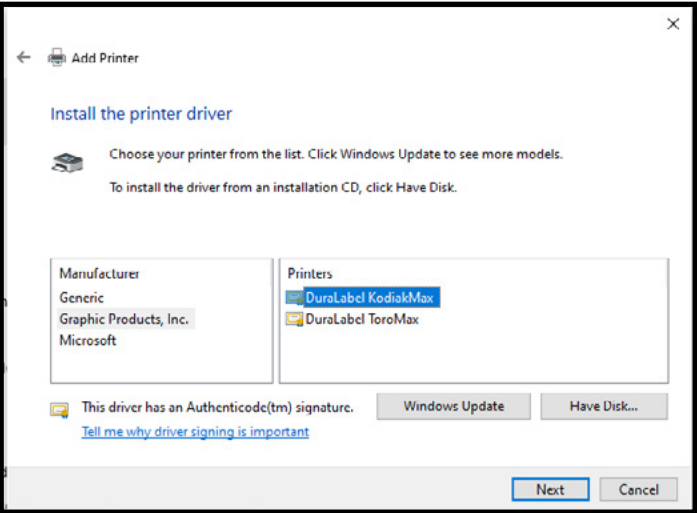 Add Printer
Install the printer driver
Choose your printer from the list. Click Windows Update to see more models.
To install the driver from an installation CD, click Have Disk.
Manufacturer
Generic
Graphic Products, Inc.
Microsoft
Printers
DuraLabel KodiakMax
DuraLabel ToroMax
This driver has an Authenticode(tm) signature.
Tell me why driver signing is important
Windows Update
Have Disk...
Next
Cancel